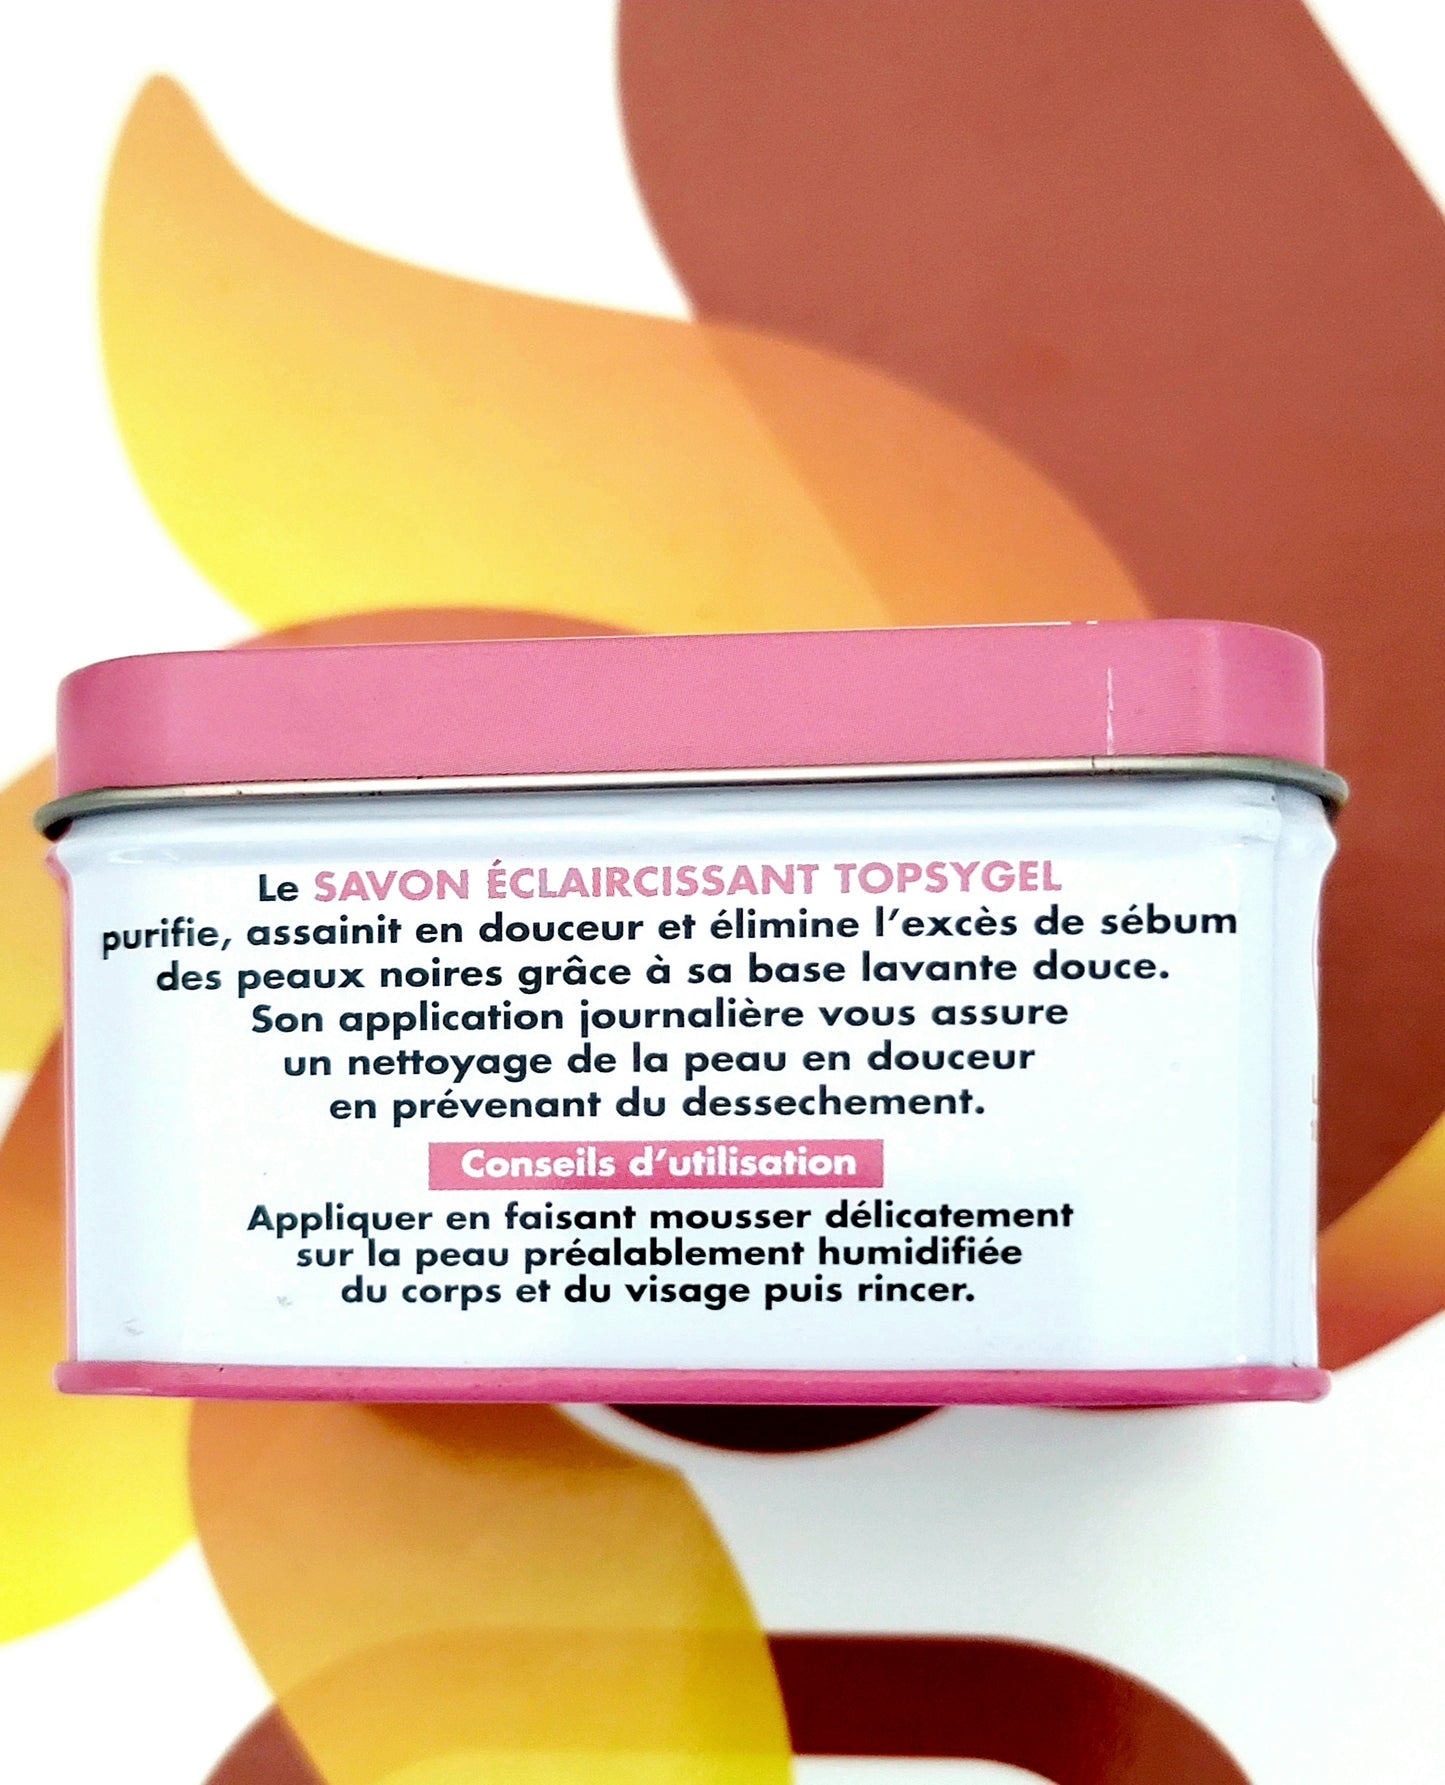 Le SAVON ÉCLAIRCISSANT TOPSYGEL
purifie, assainit en douceur et élimine l'excès de sébum
des peaux noires grâce à sa base lavante douce.
Son application journalière vous assure
un nettoyage de la peau en douceur
en prévenant du dessechement.
Conseils d'utilisation
Appliquer en faisant mousser délicatement
sur la peau préalablement humidifiée
du corps et du visage puis rincer.